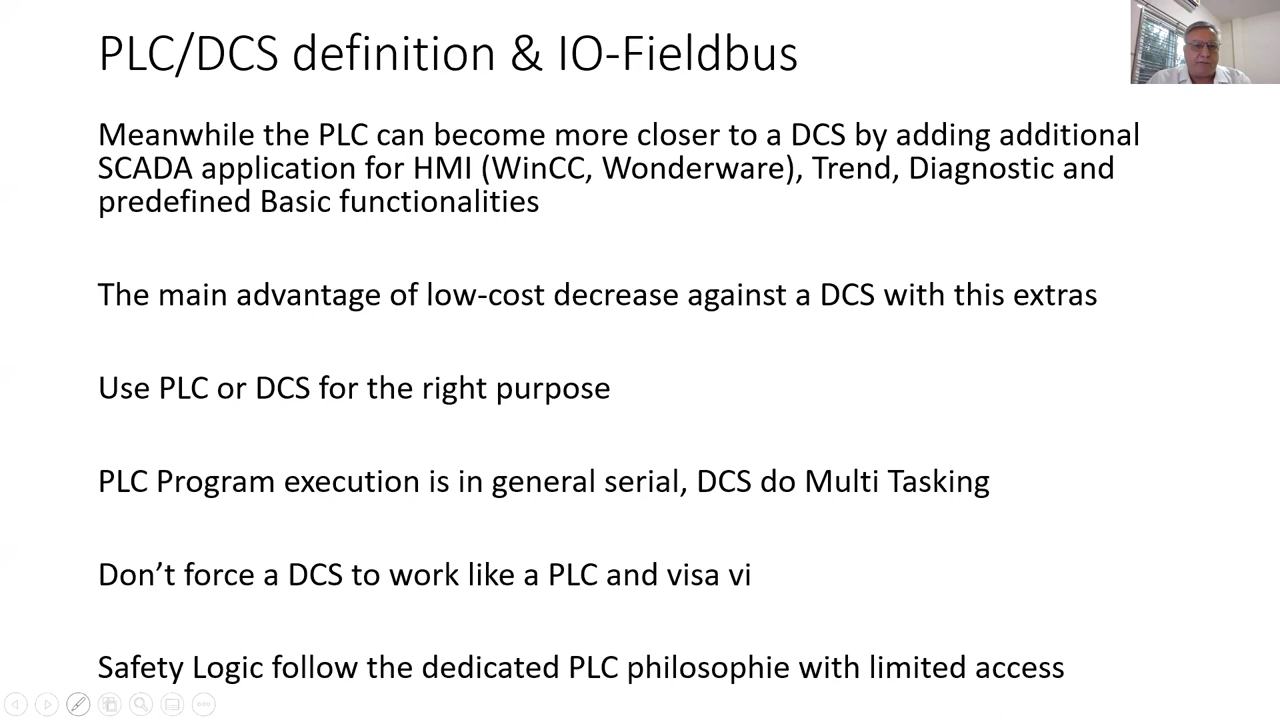 PLC/DCS definition & IO-Fieldbus
Meanwhile the PLC can become more closer to a DCS by adding additional
SCADA application for HMI (WinCC, Wonderware), Trend, Diagnostic and
predefined Basic functionalities
The main advantage of low-cost decrease against a DCS with this extras
Use PLC or DCS for the right purpose
PLC Program execution is in general serial, DCS do Multi Tasking
Don’t force a DCS to work like a PLC and visa vi
Safety Logic follow the dedicated PLC philosophie with limited access